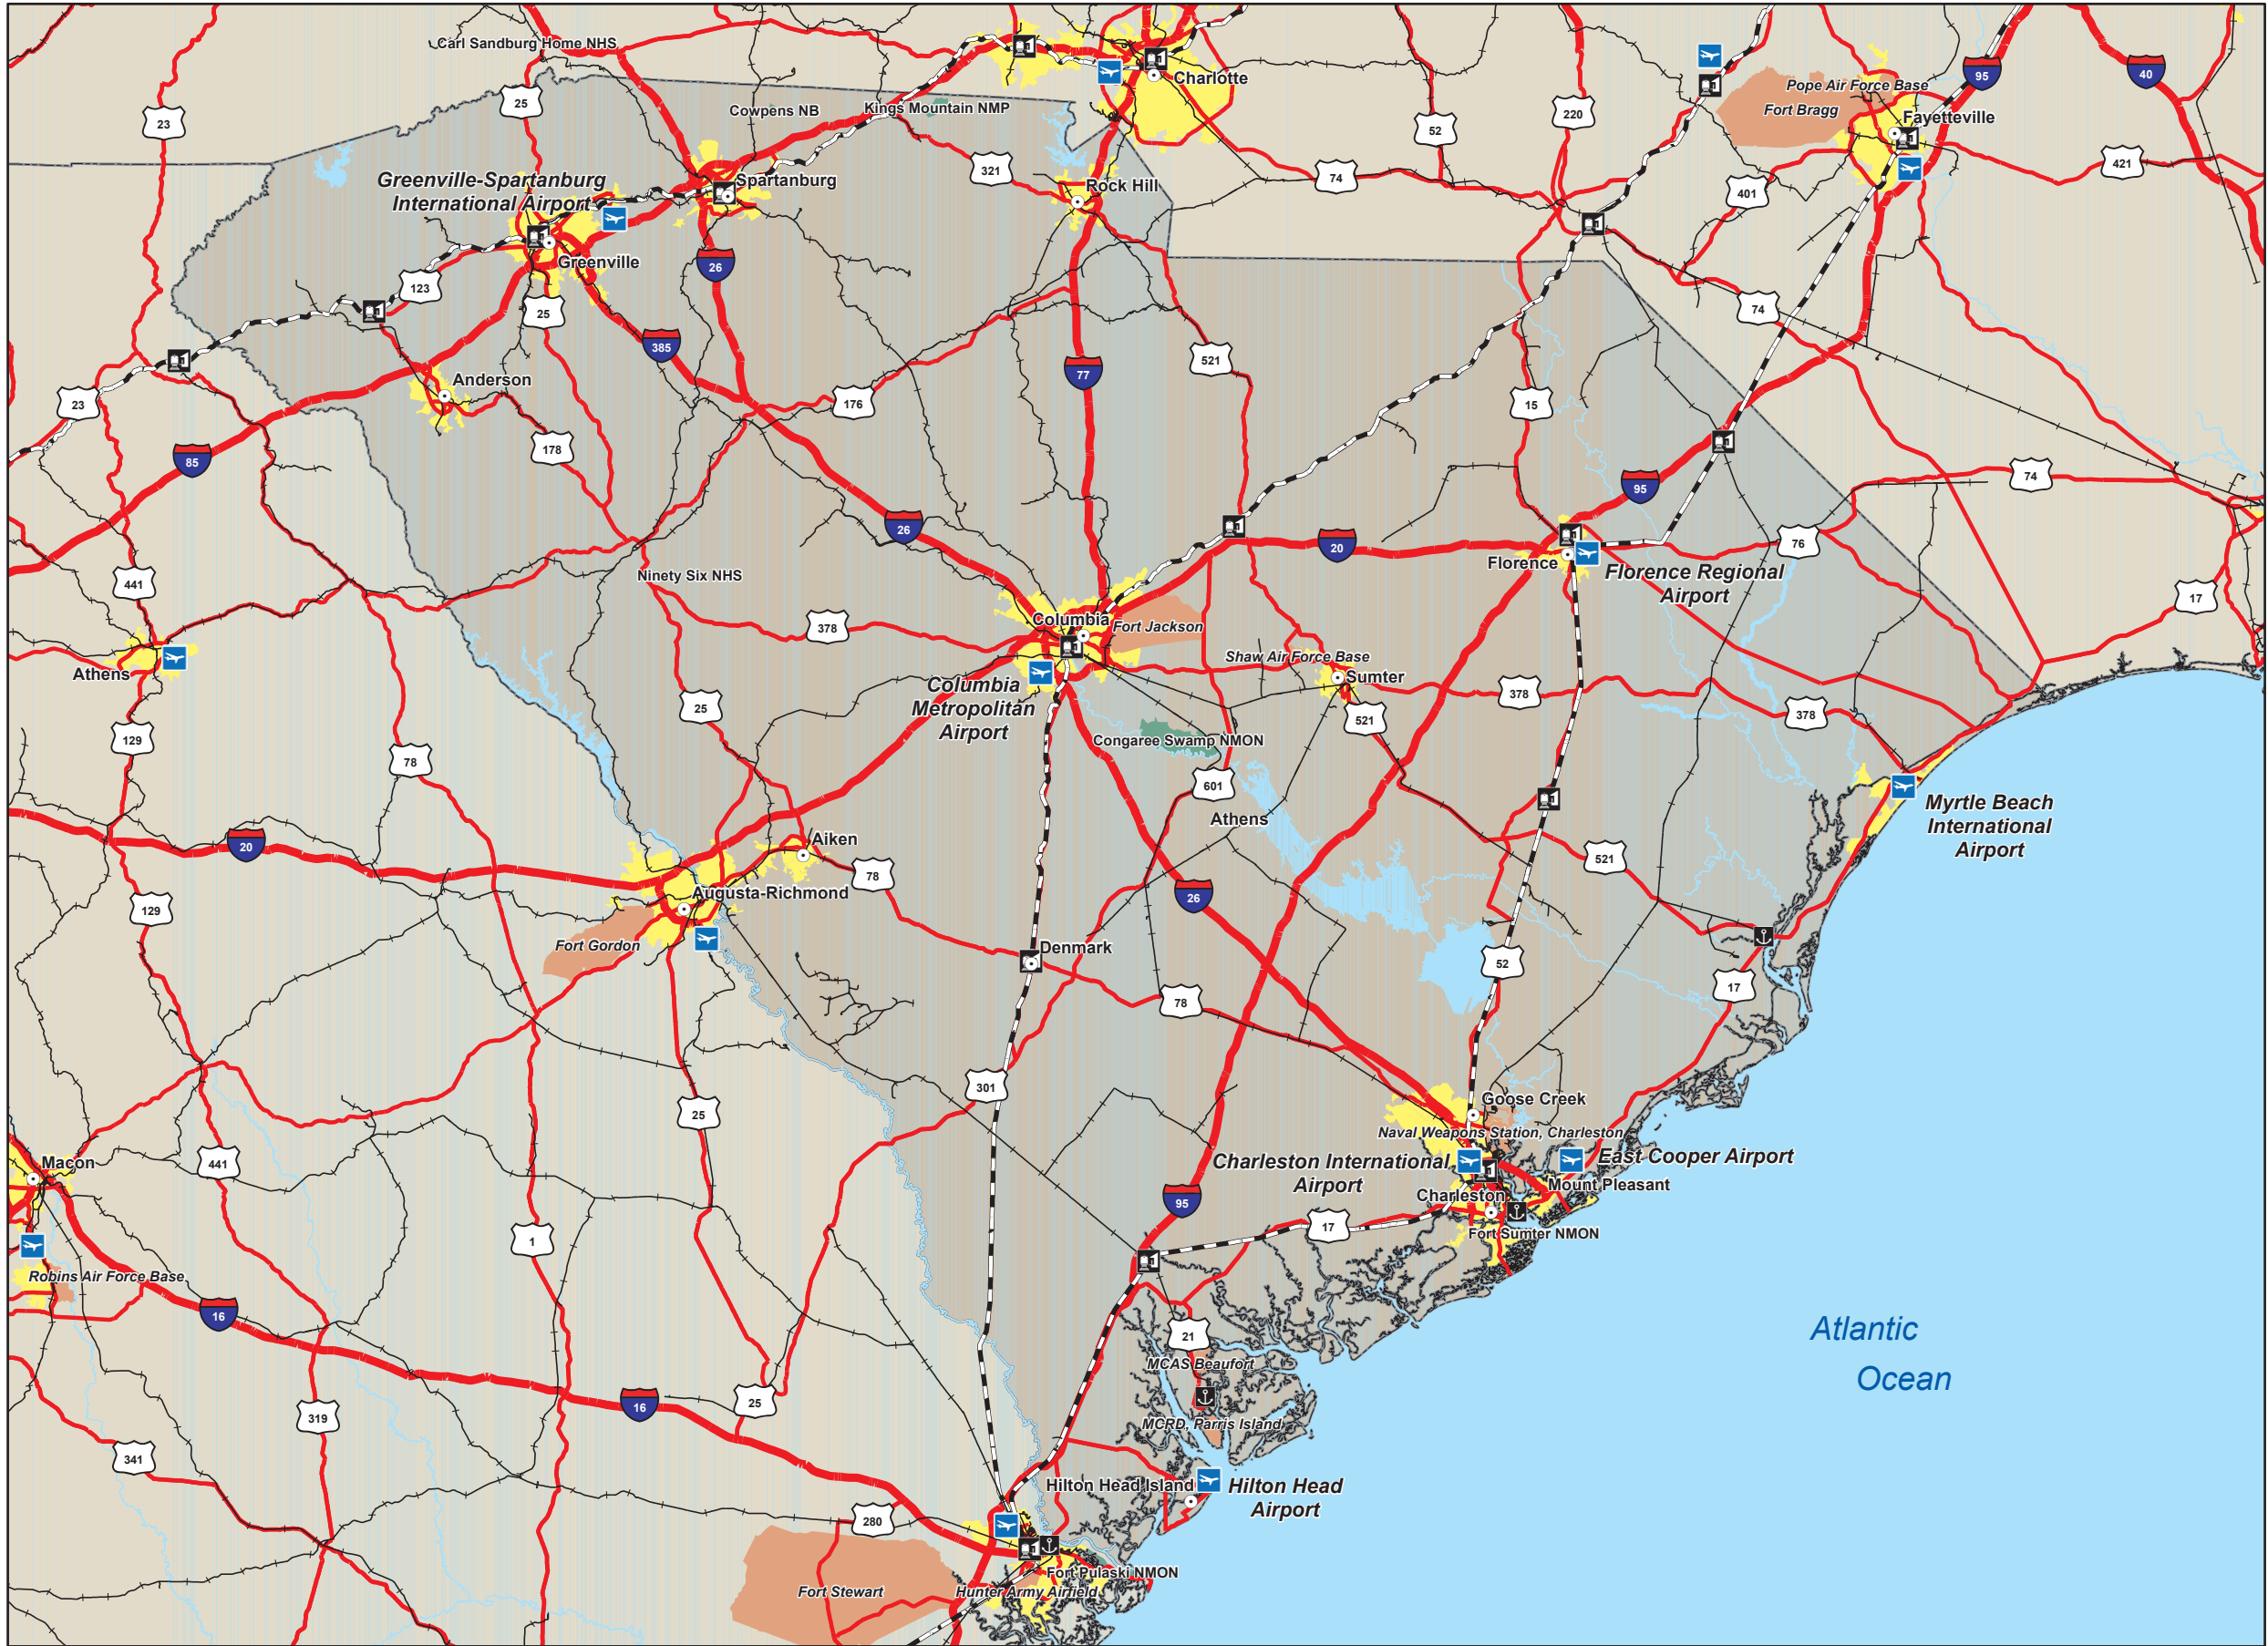 Carl Sandburg Home NHS
Charlotte
25
Cowpens NB
Kings Mountain NMP
95
40
Pope Air Force Base
Fort Bragg
Fayetteville
23
52
220
421
321
74
401
Greenville-Spartanburg
International Airport
Spartanburg
Rock Hill
Greenville
26
123
25
74
385
521
77
Anderson
23
176
15
178
85
74
95
26
20
76
Florence
Florence Regional
Airport
441
Ninety Six NHS
17
378
Columbia
Fort Jackson
Shaw Air Force Base
Sumter
Athens
Columbia
Metropolitan
Airport
378
25
521
378
129
Congaree Swamp NMON
78
601
Athens
Myrtle Beach
International
Airport
20
Aiken
78
521
Augusta-Richmond
26
129
Fort Gordon
Denmark
52
17
78
301
25
Goose Creek
Naval Weapons Station, Charleston
Macon
441
Charleston International
Airport
East Cooper Airport
Mount Pleasant
95
Charleston
17
Fort Sumter NMON
1
Robins Air Force Base
16
21
Atlantic
Ocean
MCAS Beaufort
16
25
319
MCRD, Parris Island
341
Hilton Head Island
Hilton Head
Airport
280
Fort Pulaski NMON
Fort Stewart
Hunter Army Airfield